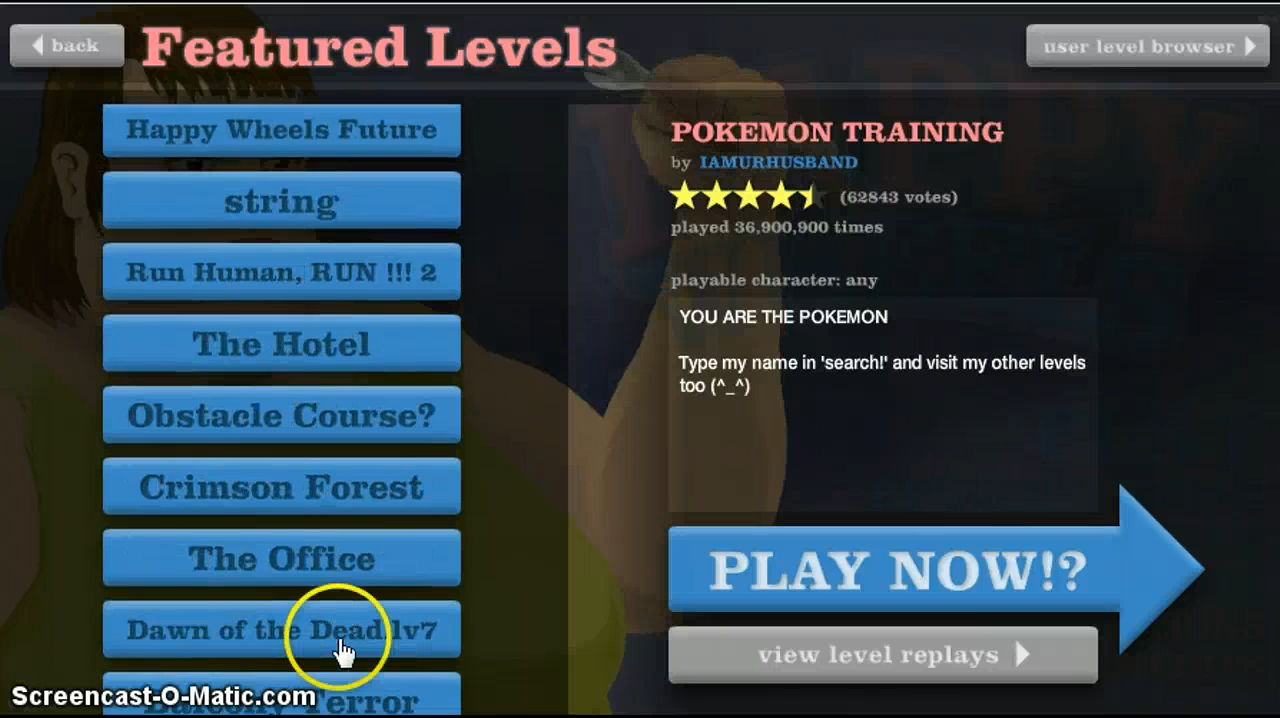 back
Featured Levels
user level browser
Happy Wheels Future
string
Run Human, RUN !!! 2
The Hotel
Obstacle Course?
Crimson Forest
The Office
Dawn of the Dead lv7
Terror
POKEMON TRAINING
by IAMURHUSBAND
(62843 votes)
played 36,900,900 times
playable character: any
YOU ARE THE POKEMON
Type my name in 'search!' and visit my other levels
too (^_^)
PLAY NOW!?
view level replays
Screencast-O-Matic.com